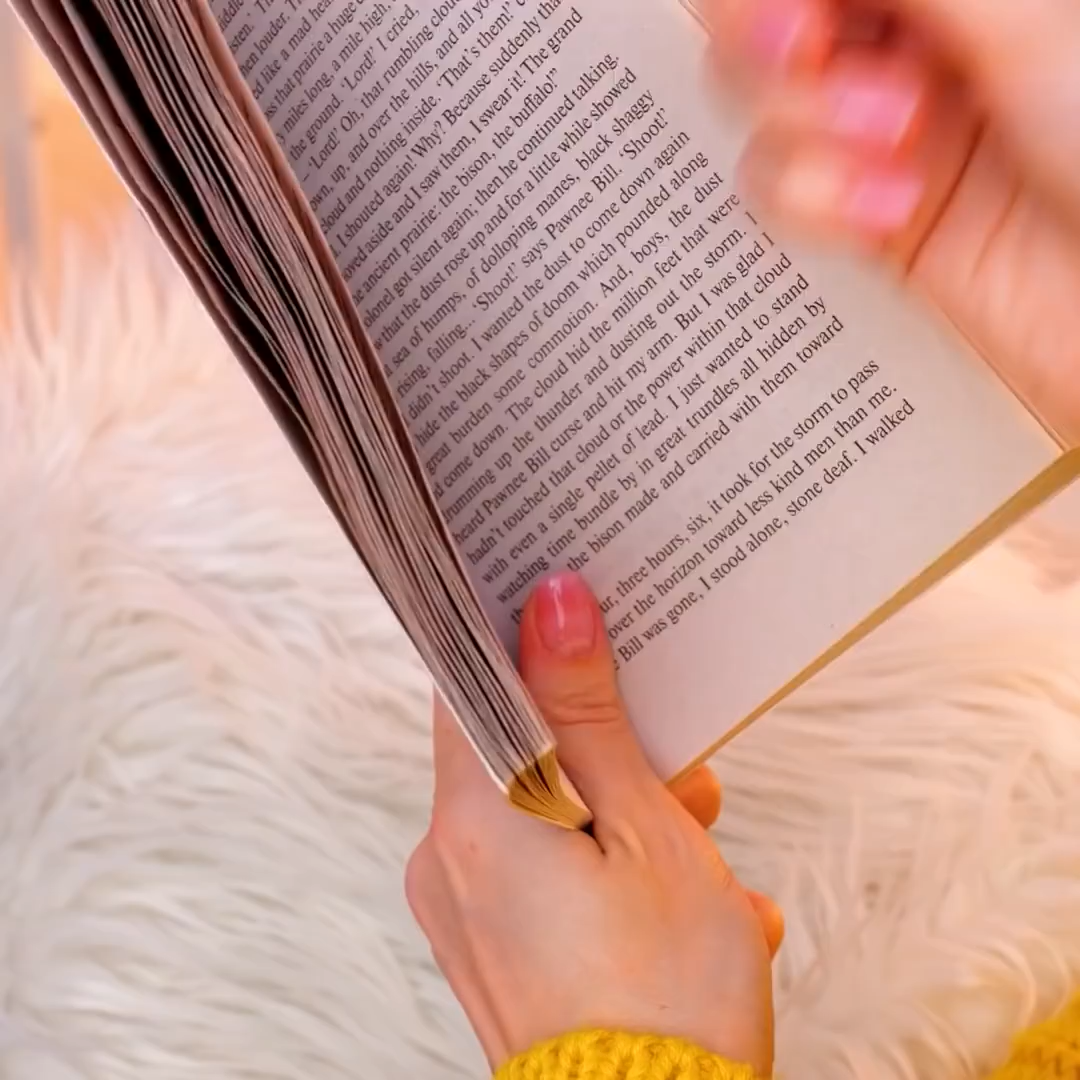 en louder.
d like a mad hea
ss that prairie a huge
miles long, a mile high,
the ground. 'Lord!' I cried.
'Lord!' Oh, that rumbling clou
wn, up, and over the hills, and all yo
loud and nothing inside. 'That's them!'
I shouted again! Why? Because suddenly tha
oved aside and I saw them, I swear it! The grand
e ancient prairie: the bison, the buffalo!"
olonel got silent again, then he continued talking,
what the dust rose up and for a little while showed
sea of humps, of dolloping manes, black shaggy
rising, falling... 'Shoot!' says Pawnee Bill. 'Shoot!'
didn't shoot. I wanted the dust to come down again
hide the black shapes of doom which pounded along
great burden some commotion. And, boys, the dust
d come down. The cloud hid the million feet that were
rumming up the thunder and dusting out the storm. I
heard Pawnee Bill curse and hit my arm. But I was glad I
hadn't touched that cloud or the power within that cloud
with even a single pellet of lead. I just wanted to stand
watching time bundle by in great trundles all hidden by
the bison made and carried with them toward
ur, three hours, six, it took for the storm to pass
over the horizon toward less kind men than me.
Bill was gone, I stood alone, stone deaf. I walked